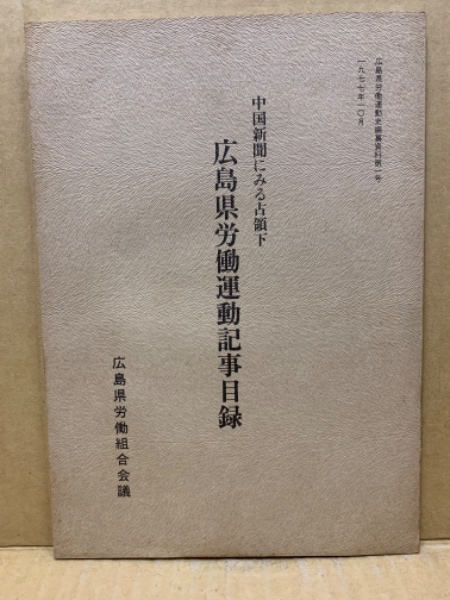 広島県労働運動史編纂資料第一号
一九七七年一〇月
中国新聞にみる占領下
広島県労働運動記事目録
広島県労働組合会議